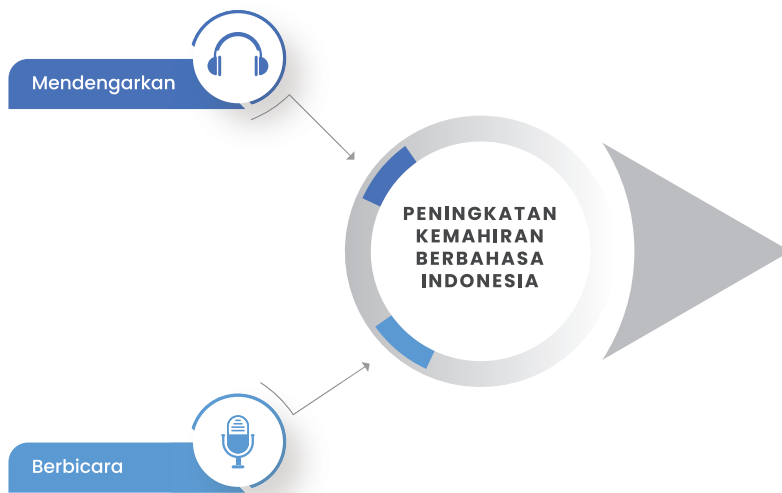 Mendengarkan
PENINGKATAN
KEMAHIRAN
BERBAHASA
INDONESIA
Berbicara